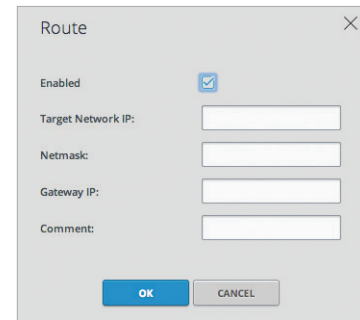 Route
Enabled
Target Network IP:
Netmask:
Gateway IP:
Comment:
OK CANCEL